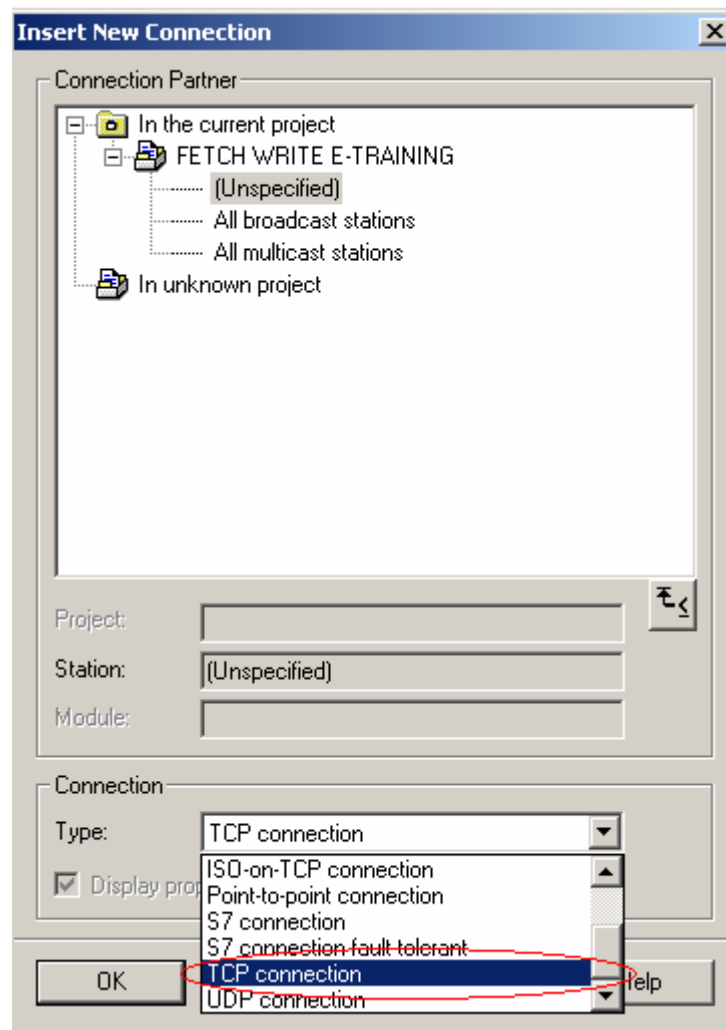 Insert New Connection
Connection Partner
In the current project
FETCH WRITE E-TRAINING
(Unspecified)
All broadcast stations
All multicast stations
In unknown project
Project:
Station: (Unspecified)
Module:
Connection
Type: TCP connection
ISO-on-TCP connection
Display prop
Point-to-point connection
S7 connection
S7 connection fault tolerant
OK TCP connection
UDP connection